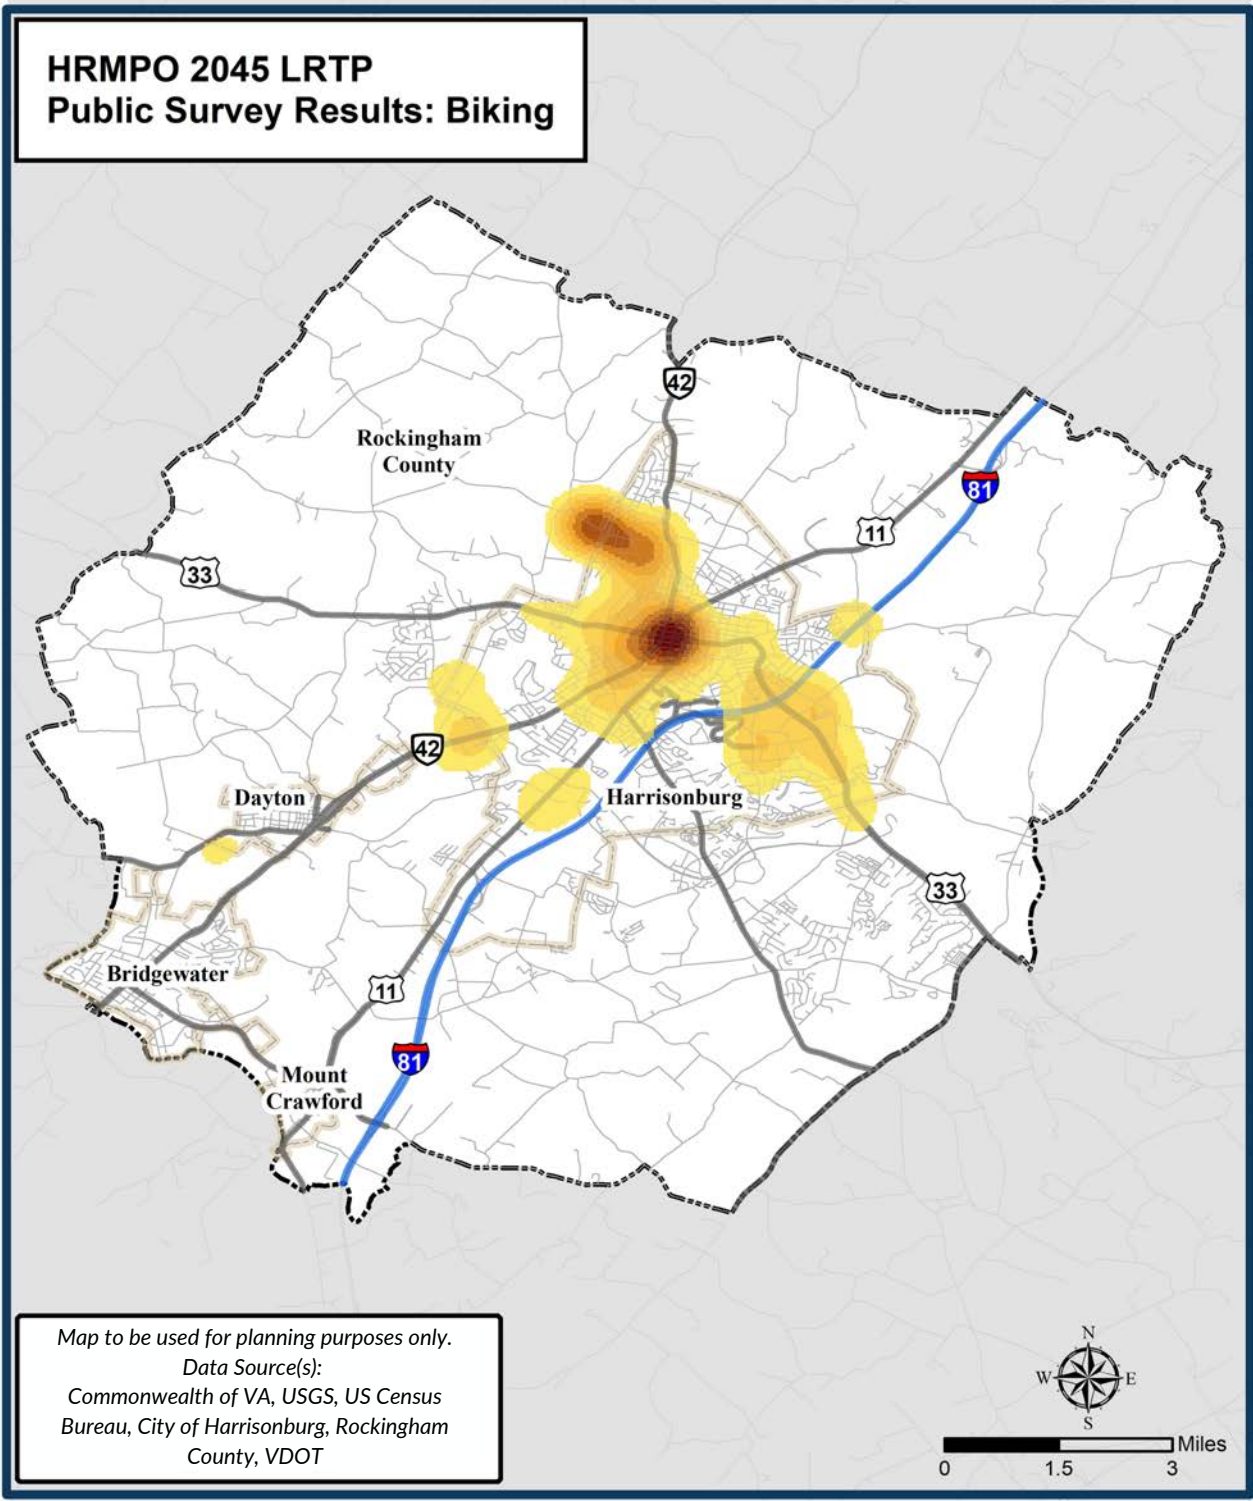 HRMPO 2045 LRTP
Public Survey Results: Biking
42
Rockingham
County
81
11
33
42
Dayton
Harrisonburg
33
Bridgewater
11
81
Mount
Crawford
Map to be used for planning purposes only.
Data Source(s):
Commonwealth of VA, USGS, US Census
Bureau, City of Harrisonburg, Rockingham
County, VDOT
N
W E
S
Miles
0 1.5 3